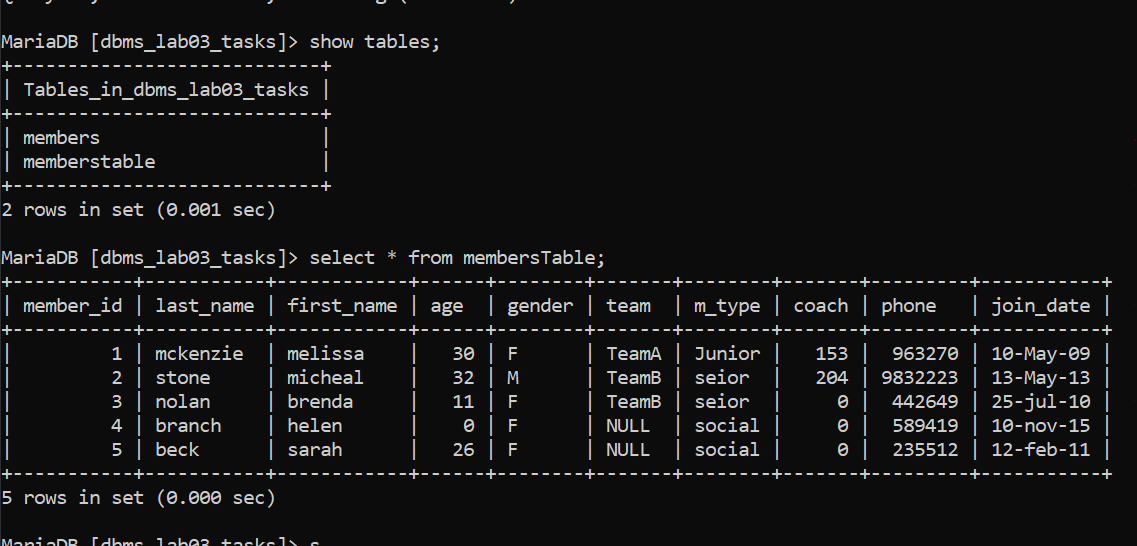 MariaDB [dbms_lab03_tasks]> show tables;
+----------------------------+
| Tables_in_dbms_lab03_tasks |
+----------------------------+
| members                    |
| memberstable               |
+----------------------------+
2 rows in set (0.001 sec)
MariaDB [dbms_lab03_tasks]> select * from membersTable;
+-----------+-----------+------------+------+--------+-------+--------+-------+---------+-----------+
| member_id | last_name | first_name | age  | gender | team  | m_type | coach | phone   | join_date |
+-----------+-----------+------------+------+--------+-------+--------+-------+---------+-----------+
|         1 | mckenzie  | melissa    |   30 | F      | TeamA | Junior |   153 |  963270 | 10-May-09 |
|         2 | stone     | micheal    |   32 | M      | TeamB | seior  |   204 | 9832223 | 13-May-13 |
|         3 | nolan     | brenda     |   11 | F      | TeamB | seior  |     0 |  442649 | 25-jul-10 |
|         4 | branch    | helen      |    0 | F      | NULL  | social |     0 |  589419 | 10-nov-15 |
|         5 | beck      | sarah      |   26 | F      | NULL  | social |     0 |  235512 | 12-feb-11 |
+-----------+-----------+------------+------+--------+-------+--------+-------+---------+-----------+
5 rows in set (0.000 sec)
MariaDB [dbms_lab03_tasks]> s